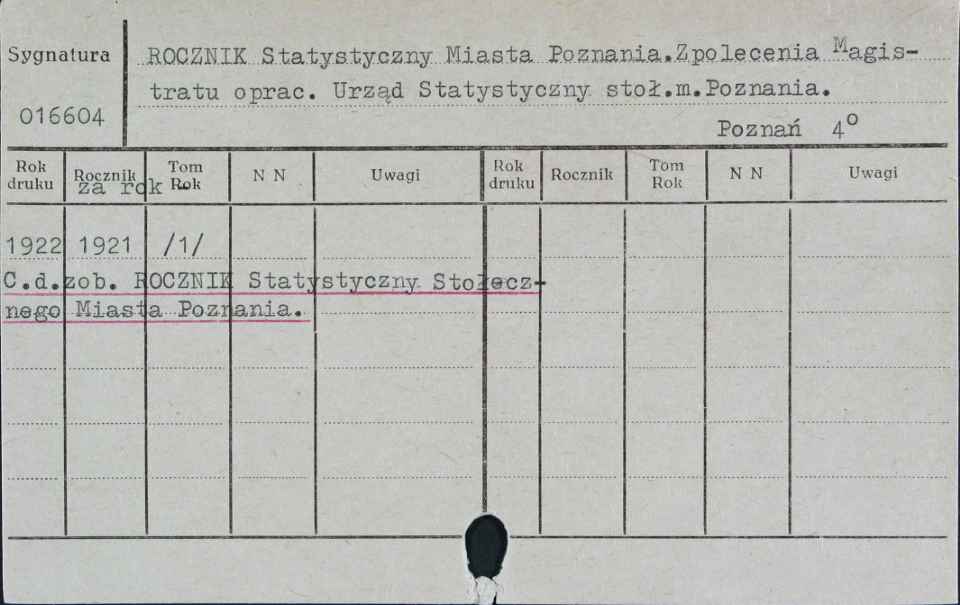 Sygnatura
ROCZNIK Statystyczny Miasta Poznania.Zpolecenia Magis-
tratu oprac. Urząd Statystyczny stoł.m.Poznania.
016604
Poznań 4°
Rok druku Rocznik za rok Tom Rok N N Uwagi Rok druku Rocznik Tom Rok N N Uwagi
1922 1921 /1/
C.d.zob. ROCZNIK Statystyczny Stołecz-
nego Miasta Poznania.